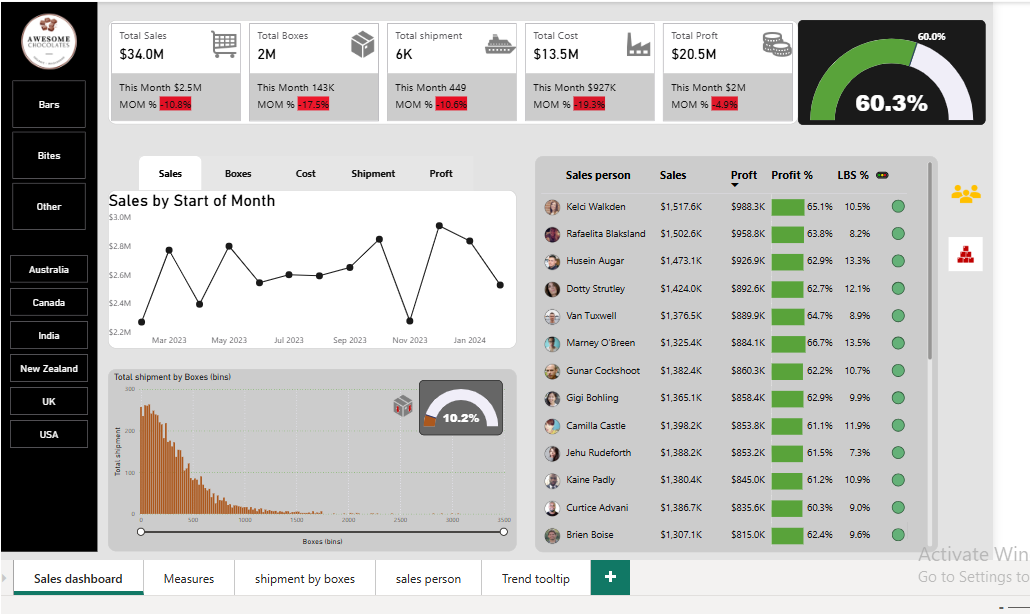 AWESOME
CHOCOLATES
Bars
Bites
Other
Australia
Canada
India
New Zealand
UK
USA
Total Sales
$34.0M
This Month $2.5M
MOM % -10.8%
Total Boxes
2M
This Month 143K
MOM % -17.5%
Total shipment
6K
This Month 449
MOM % -10.6%
Total Cost
$13.5M
This Month $927K
MOM % -19.3%
Total Proft
$20.5M
This Month $2M
MOM % -4.9%
60.0%
60.3%
Sales Boxes Cost Shipment Proft
Sales by Start of Month
$3.0M
$2.8M
$2.6M
$2.4M
$2.2M
Mar 2023 May 2023 Jul 2023 Sep 2023 Nov 2023 Jan 2024
Total shipment by Boxes (bins)
10.2%
Total shipment
300
200
100
0
0 500 1000 1500 2000 2500 3000 3500
Boxes (bins)
Sales person Sales Proft Profit % LBS %
Kelci Walkden $1,517.6K $988.3K 65.1% 10.5%
Rafaelita Blaksland $1,502.6K $958.8K 63.8% 8.2%
Husein Augar $1,473.1K $926.9K 62.9% 13.3%
Dotty Strutley $1,424.0K $892.6K 62.7% 12.1%
Van Tuxwell $1,376.5K $889.9K 64.7% 8.9%
Marney O'Breen $1,325.4K $884.1K 66.7% 13.5%
Gunar Cockshoot $1,382.4K $860.3K 62.2% 10.7%
Gigi Bohling $1,365.1K $858.4K 62.9% 9.9%
Camilla Castle $1,398.2K $853.8K 61.1% 11.9%
Jehu Rudeforth $1,388.2K $853.2K 61.5% 7.3%
Kaine Padly $1,380.4K $845.0K 61.2% 10.9%
Curtice Advani $1,386.7K $835.6K 60.3% 9.0%
Brien Boise $1,307.1K $815.0K 62.4% 9.6%
Activate Win
Go to Settings to
Sales dashboard Measures shipment by boxes sales person Trend tooltip +